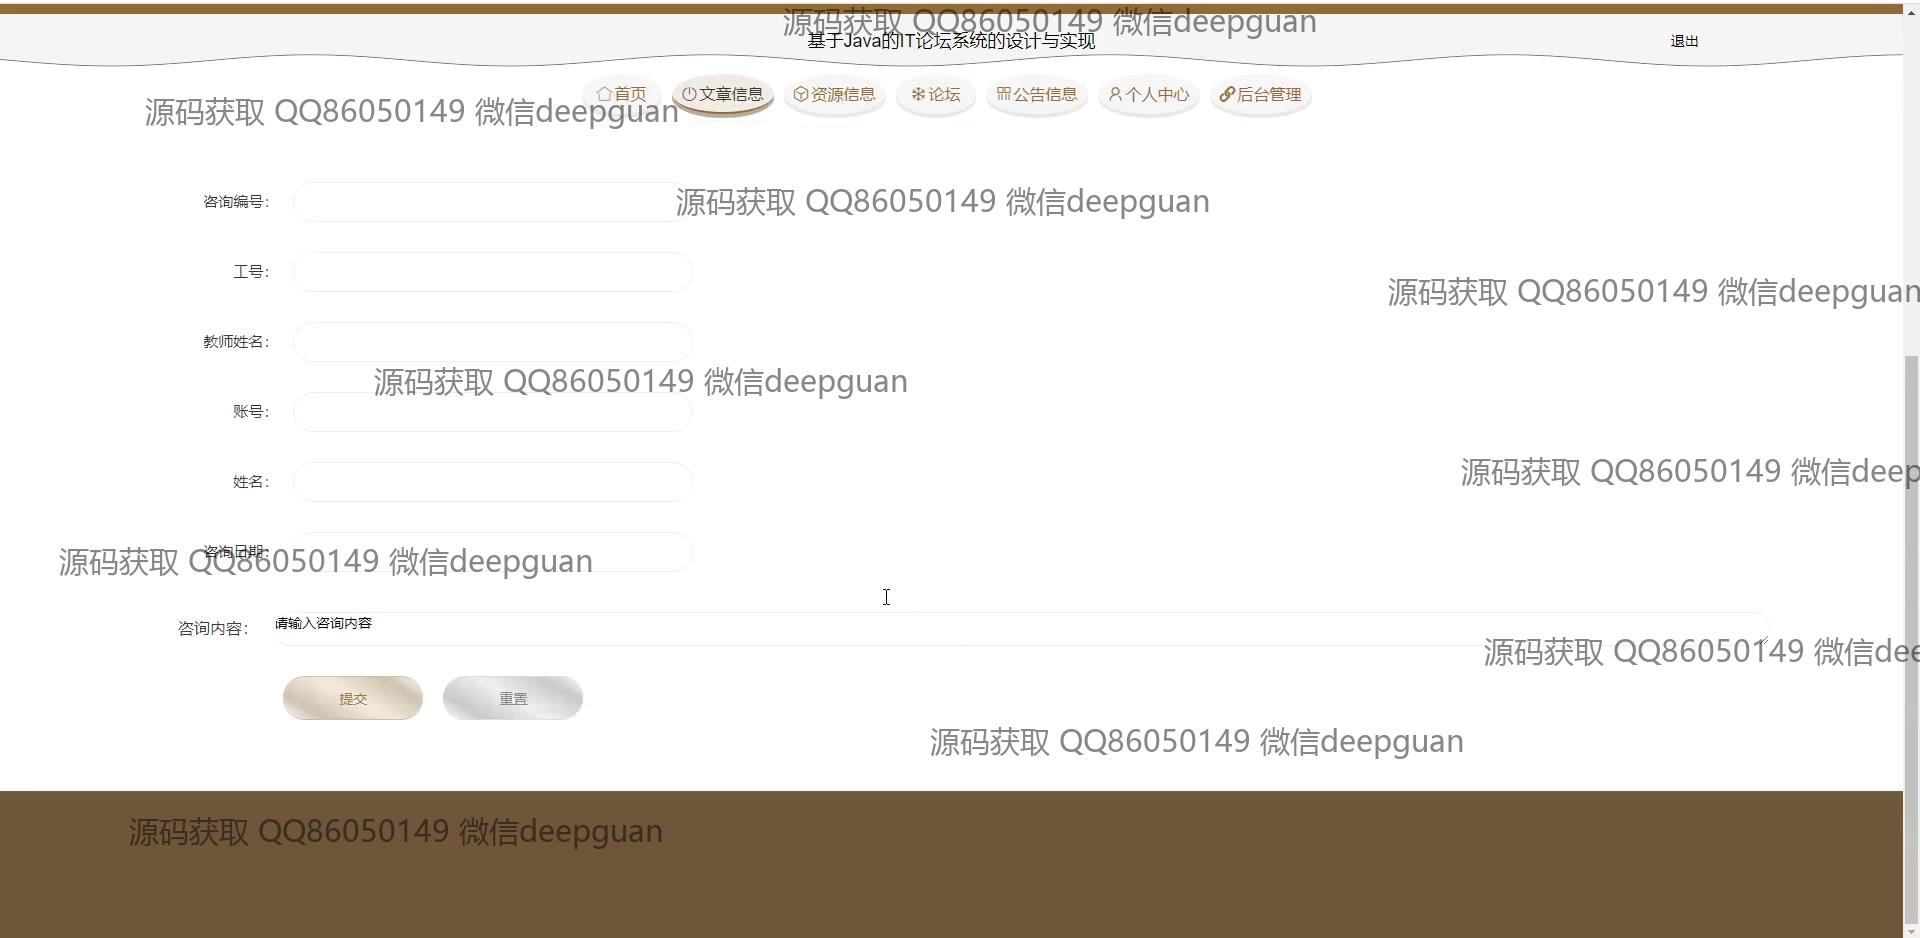 源码获取 QQ86050149 微信deepguan
基于Java的IT论坛系统的设计与实现
退出
首页 文章信息 资源信息 论坛 公告信息 个人中心 后台管理
源码获取 QQ86050149 微信deepguan
咨询编号：
源码获取 QQ86050149 微信deepguan
工号：
源码获取 QQ86050149 微信deepguan
教师姓名：
源码获取 QQ86050149 微信deepguan
账号：
源码获取 QQ86050149 微信deep
姓名：
咨询日期：
源码获取 QQ86050149 微信deepguan
咨询内容： 请输入咨询内容
源码获取 QQ86050149 微信dee
提交 重置
源码获取 QQ86050149 微信deepguan
源码获取 QQ86050149 微信deepguan